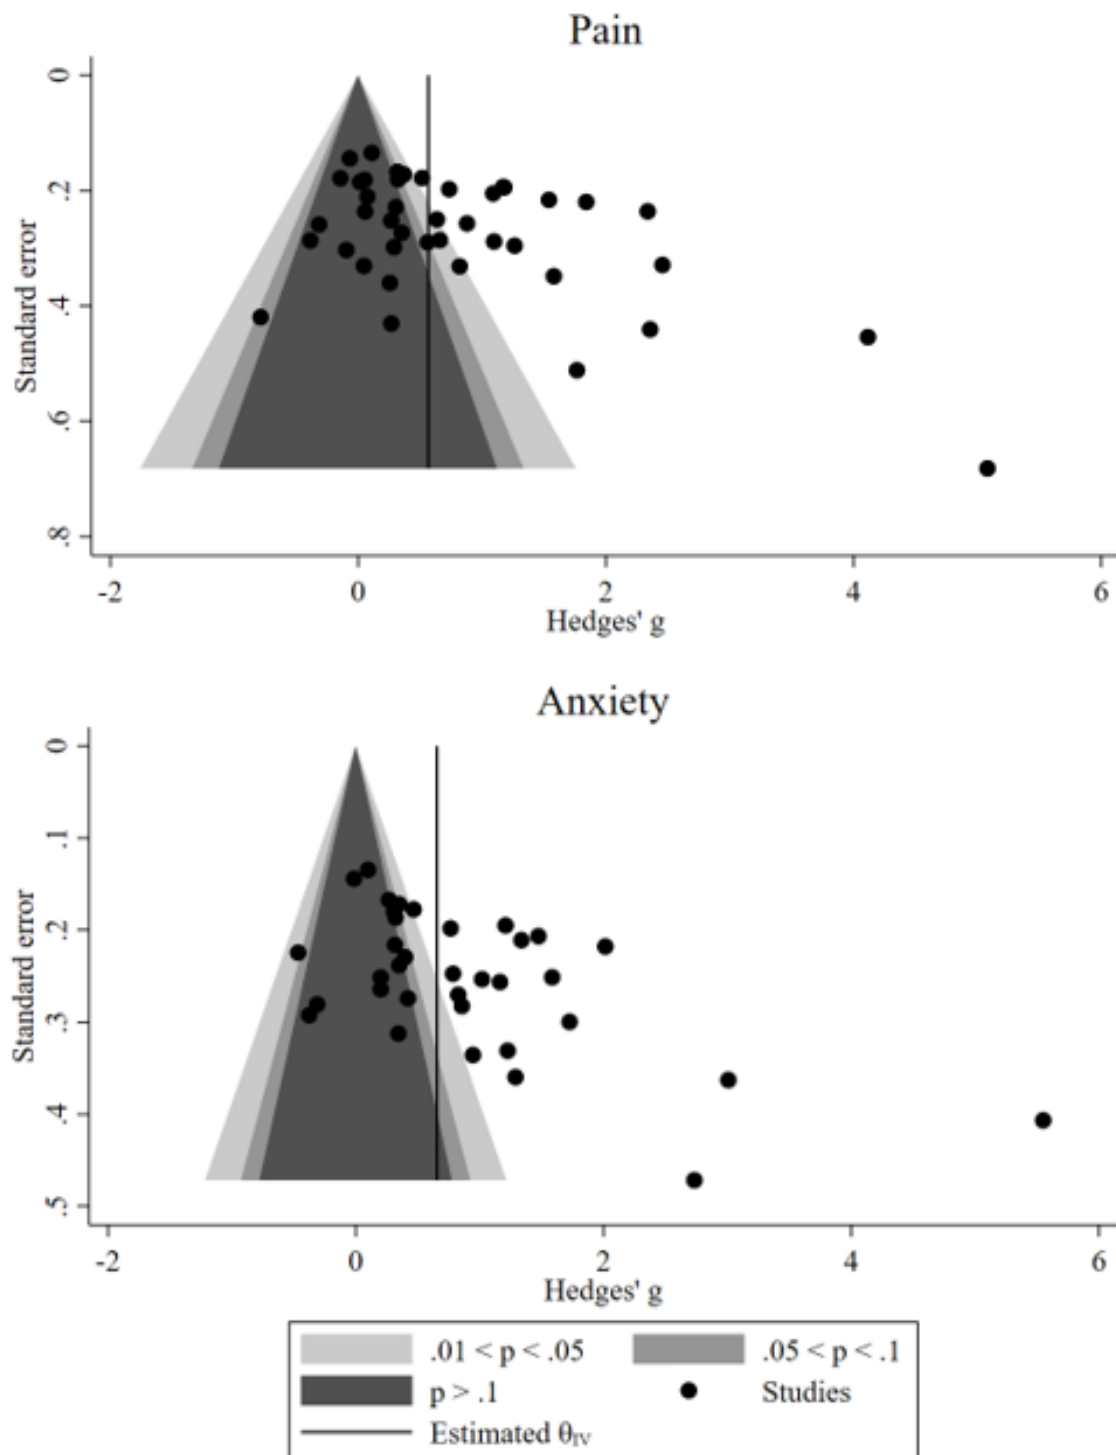 Pain
0
.2
.4
.6
.8
Standard error
-2 0 2 4 6
Hedges' g
Anxiety
0
.1
.2
.3
.4
.5
Standard error
-2 0 2 4 6
Hedges' g
.01 < p < .05 .05 < p < .1
p > .1 Studies
Estimated θIV